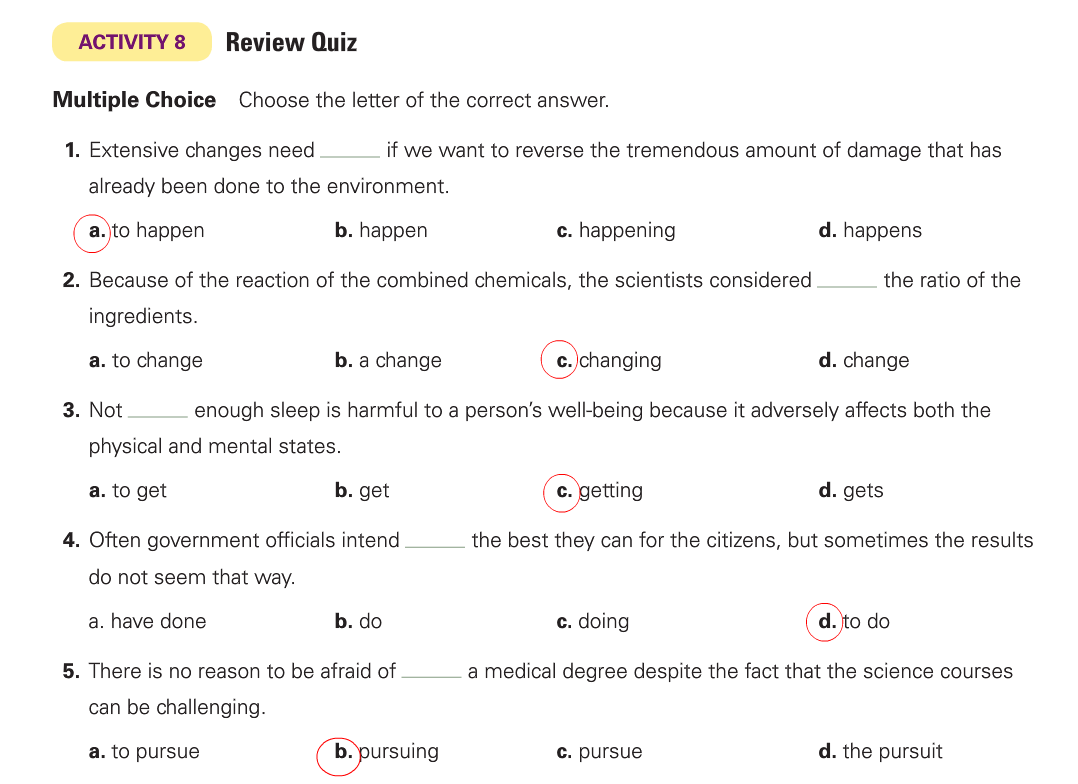 ACTIVITY 8 Review Quiz
Multiple Choice Choose the letter of the correct answer.
1. Extensive changes need ______ if we want to reverse the tremendous amount of damage that has
already been done to the environment.
a. to happen b. happen c. happening d. happens
2. Because of the reaction of the combined chemicals, the scientists considered ______ the ratio of the
ingredients.
a. to change b. a change c. changing d. change
3. Not ______ enough sleep is harmful to a person's well-being because it adversely affects both the
physical and mental states.
a. to get b. get c. getting d. gets
4. Often government officials intend ______ the best they can for the citizens, but sometimes the results
do not seem that way.
a. have done b. do c. doing d. to do
5. There is no reason to be afraid of ______ a medical degree despite the fact that the science courses
can be challenging.
a. to pursue b. pursuing c. pursue d. the pursuit